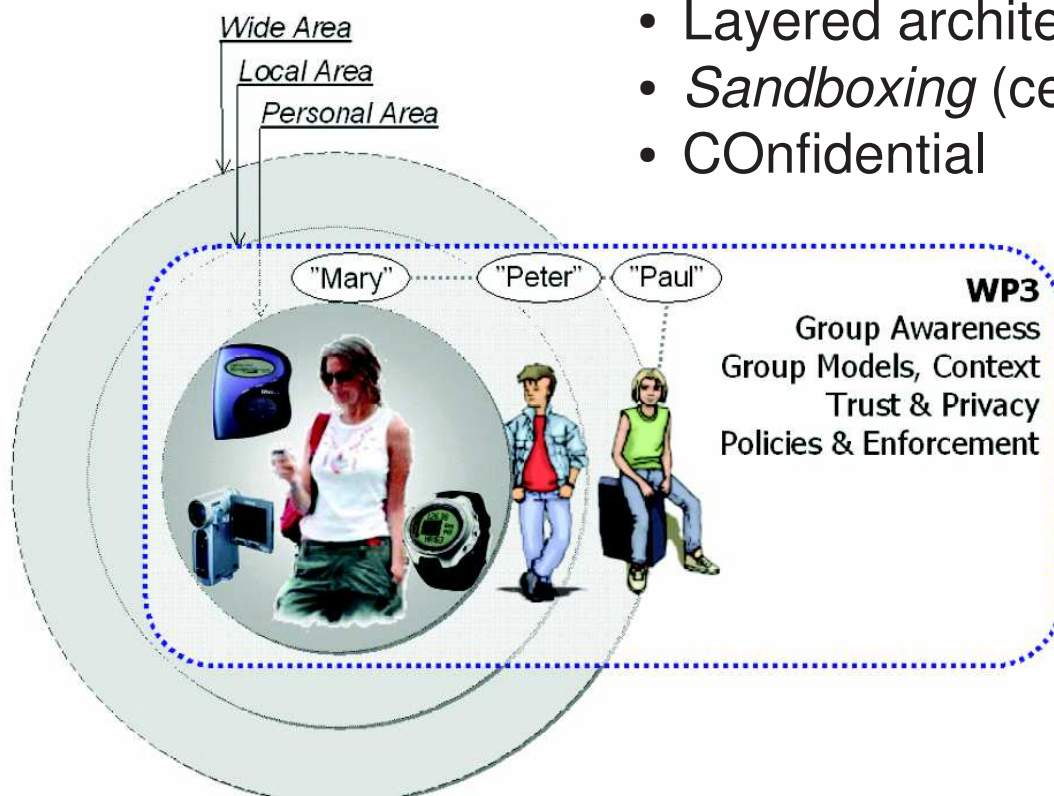 • Layered archite
• Sandboxing (ce
• COnfidential
Wide Area
Local Area
Personal Area
"Mary"
"Peter"
"Paul"
WP3
Group Awareness
Group Models, Context
Trust & Privacy
Policies & Enforcement